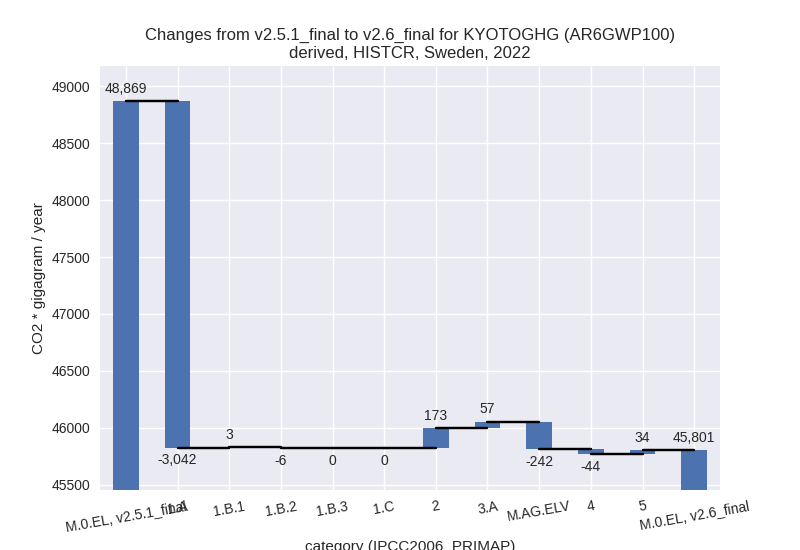 Changes from v2.5.1_final to v2.6_final for KYOTOGHG (AR6GWP100)
derived, HISTCR, Sweden, 2022
CO2 * gigagram / year
49000
48500
48000
47500
47000
46500
46000
45500
48,869
-3,042
3
-6
0
0
173
57
-242
-44
34
45,801
M.0.EL, v2.5.1_final
1.A
1.B.1
1.B.2
1.B.3
1.C
2
3.A
M.AG.ELV
4
5
M.0.EL, v2.6_final
category (IPCC2006_PRIMAP)